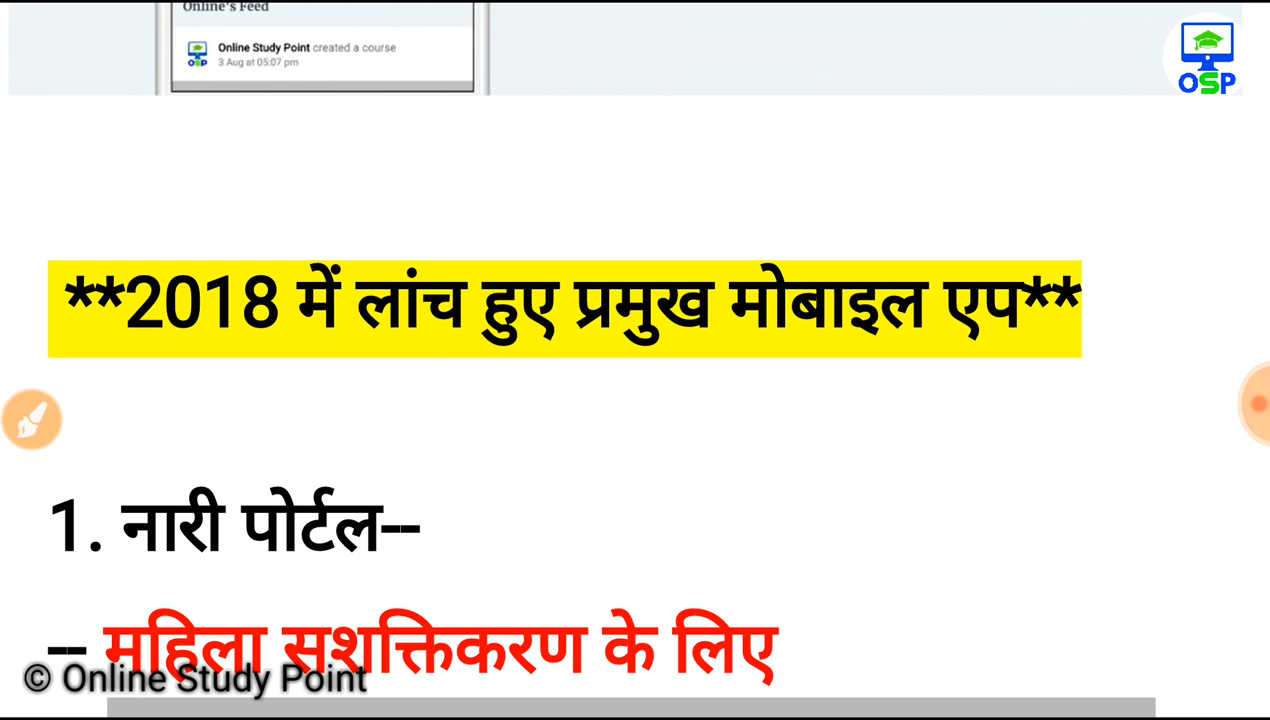 Online's Feed
Online Study Point created a course
OSP
3 Aug at 05:07 pm
OSP
**2018 में लांच हुए प्रमुख मोबाइल एप**
1. नारी पोर्टल--
-- महिला सशक्तिकरण के लिए
© Online Study Point